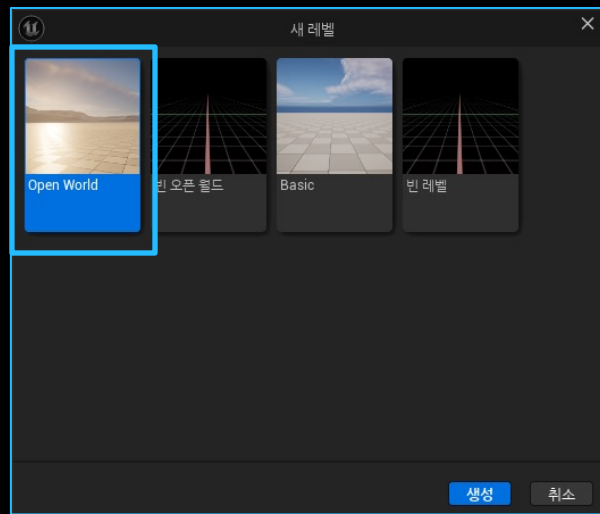 새 레벨
Open World
빈 오픈 월드
Basic
빈 레벨
생성
취소